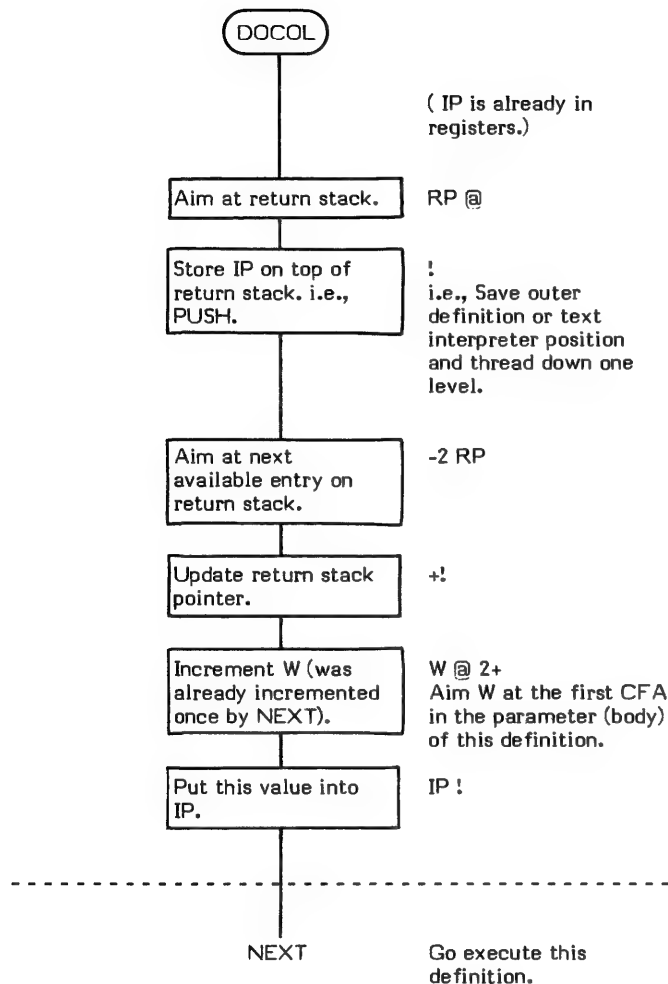 DOCOL
( IP is already in
registers.)
Aim at return stack.
RP @
Store IP on top of
return stack. i.e.,
PUSH.
!
i.e., Save outer
definition or text
interpreter position
and thread down one
level.
Aim at next
available entry on
return stack.
-2 RP
Update return stack
pointer.
+!
Increment W (was
already incremented
once by NEXT).
W @ 2+
Aim W at the first CFA
in the parameter (body)
of this definition.
Put this value into
IP.
IP !
NEXT
Go execute this
definition.